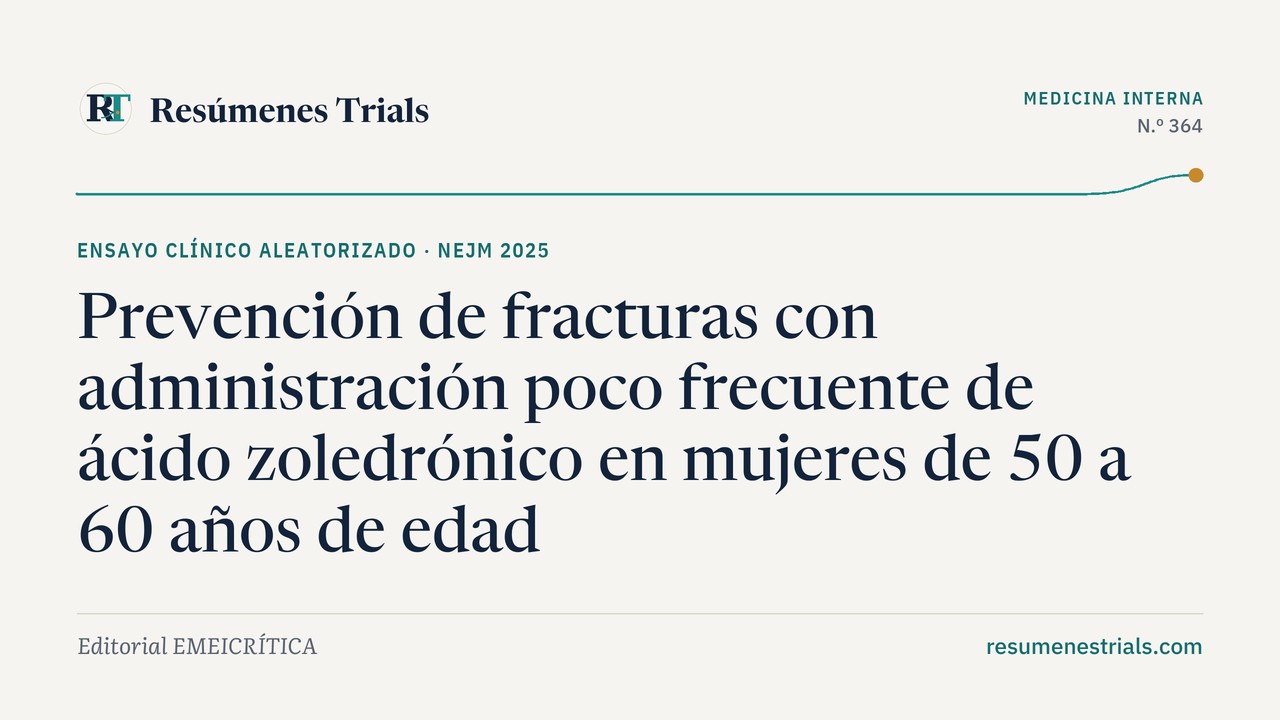 RT Resúmenes Trials
MEDICINA INTERNA
N.º 364
ENSAYO CLÍNICO ALEATORIZADO · NEJM 2025
Prevención de fracturas con
administración poco frecuente de
ácido zoledrónico en mujeres de 50 a
60 años de edad
Editorial EMEICRÍTICA
resumenestrials.com